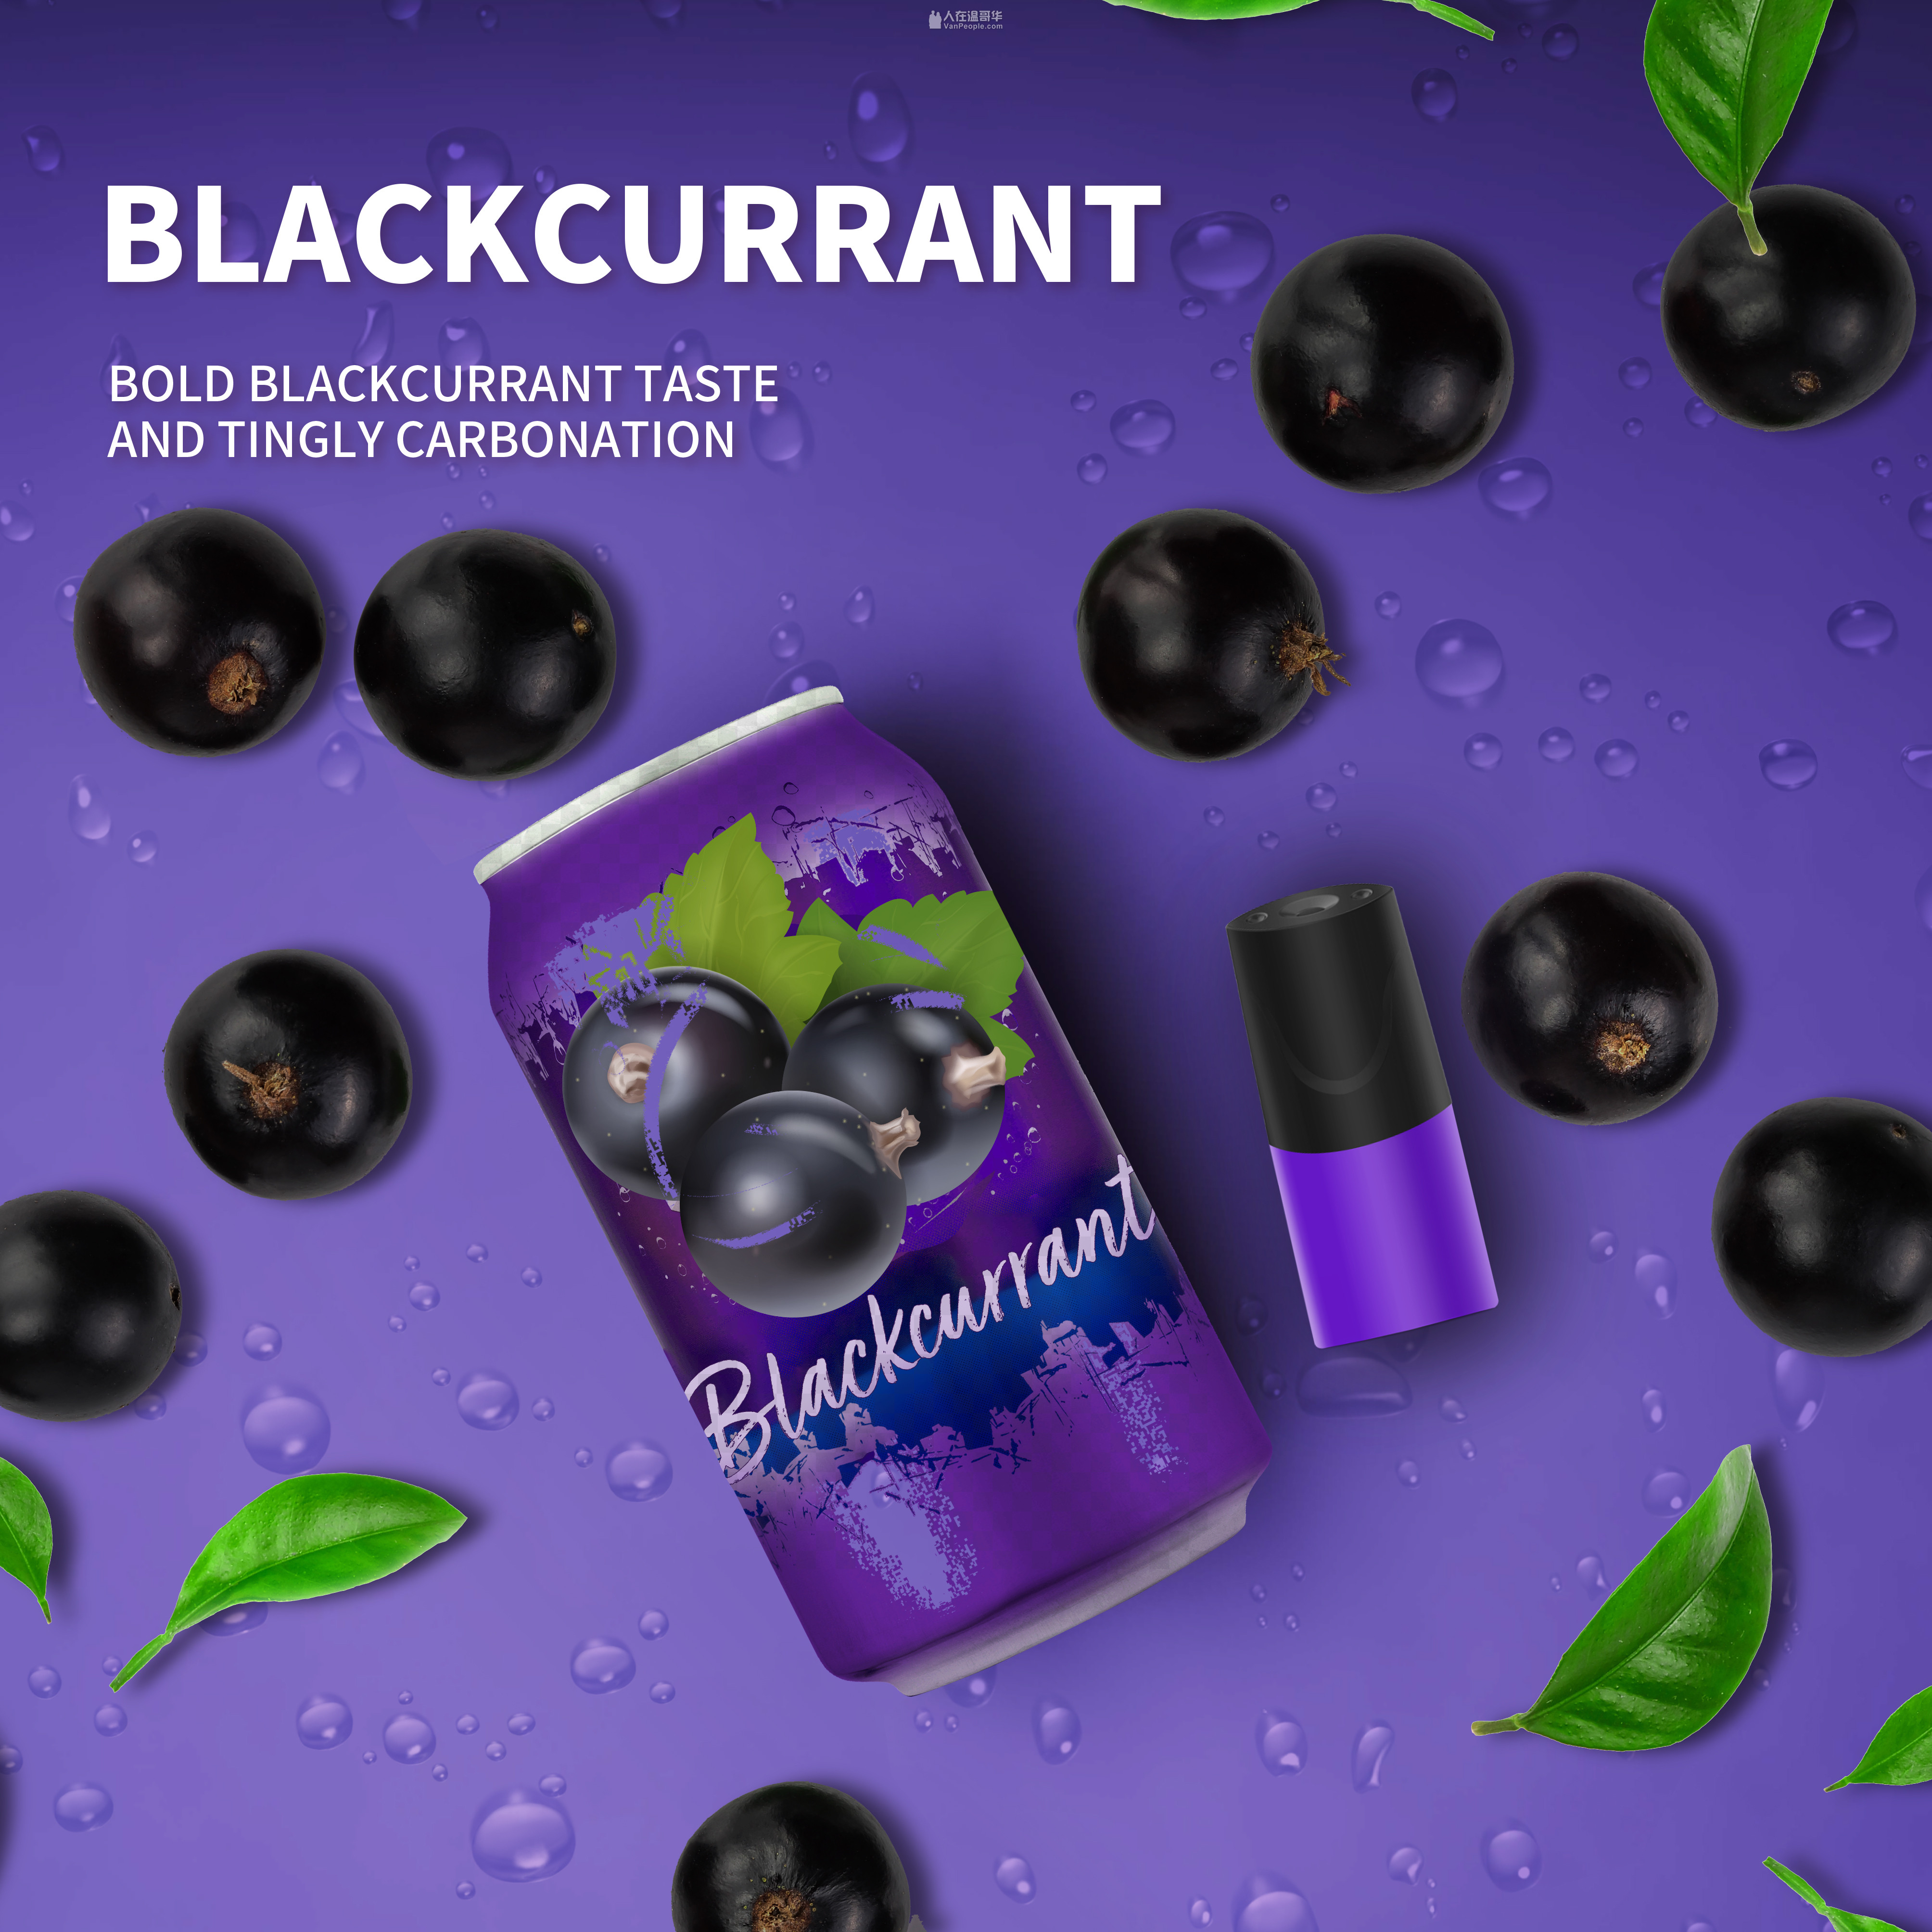 人在温哥华
VanPeople.com
BLACKCURRANT
BOLD BLACKCURRANT TASTE
AND TINGLY CARBONATION
Blackcurrant